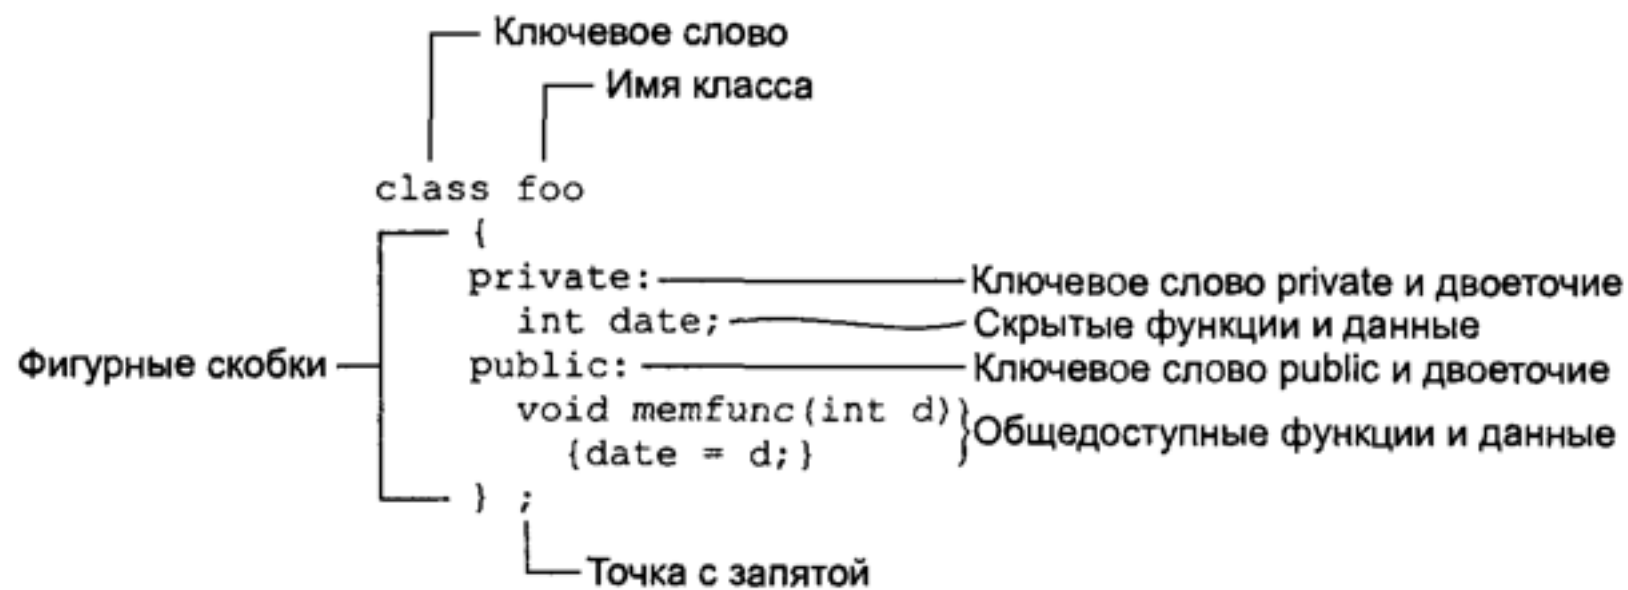 Ключевое слово
Имя класса
class foo
{
private: Ключевое слово private и двоеточие
int date; Скрытые функции и данные
Фигурные скобки public: Ключевое слово public и двоеточие
void memfunc(int d)
{date = d;} Общедоступные функции и данные
} ;
Точка с запятой